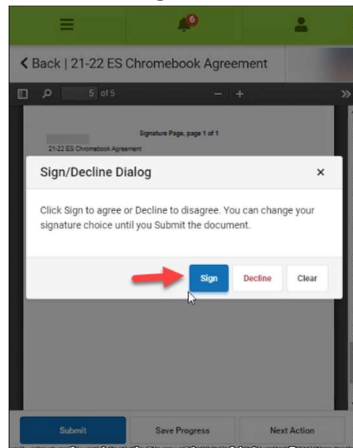 6
Back | 21-22 ES Chromebook Agreement
5 of 5
Signature Page, page 1 of 1
21-22 ES Chromebook Agreement
Sign/Decline Dialog
Click Sign to agree or Decline to disagree. You can change your
signature choice until you Submit the document.
Sign Decline Clear
Submit Save Progress Next Action